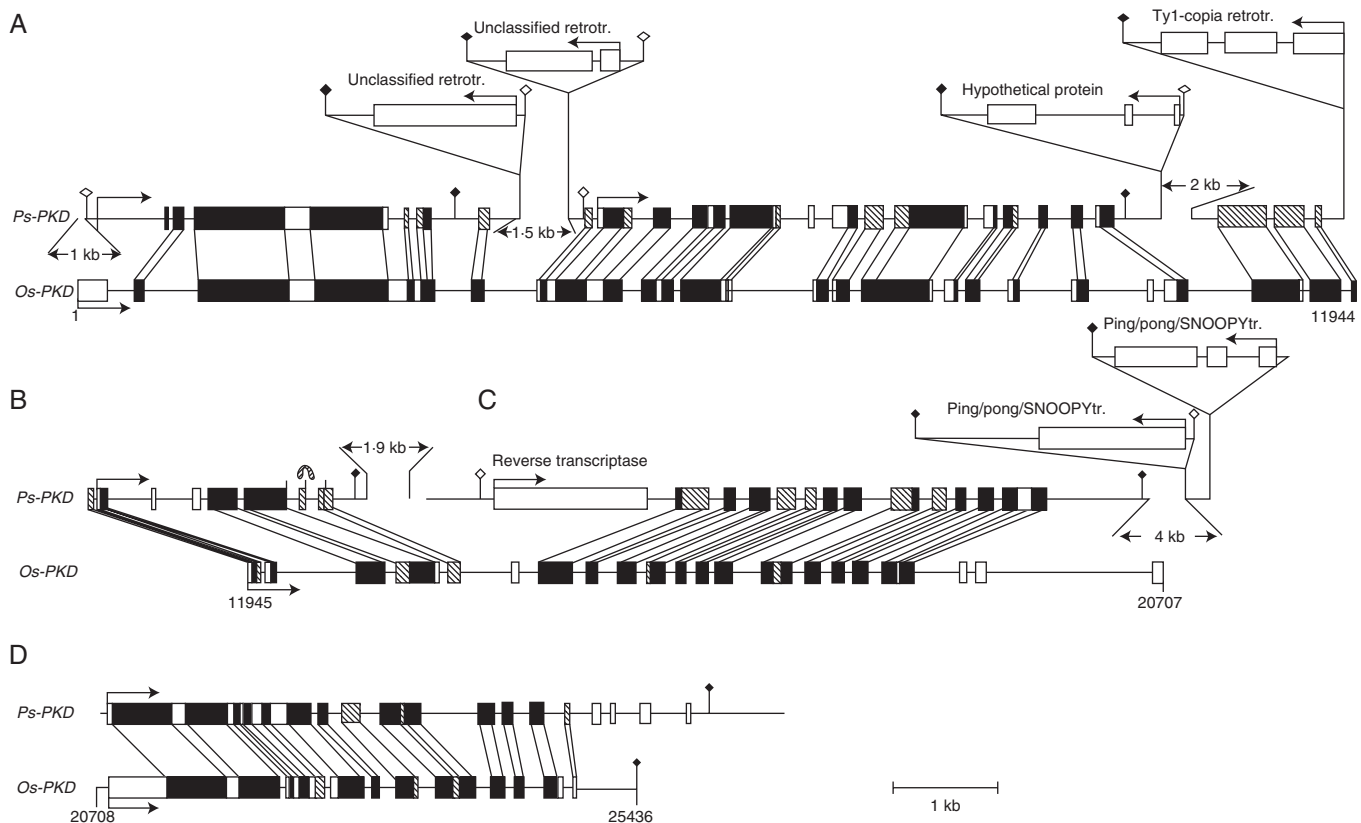 A
Unclassified retrotr.
Ty1-copia retrotr.
Unclassified retrotr.
Hypothetical protein
2 kb
Ps-PKD
1·5 kb
1 kb
Os-PKD
1
11944
Ping/pong/SNOOPYtr.
B
C
Ping/pong/SNOOPYtr.
1·9 kb
Reverse transcriptase
Ps-PKD
4 kb
Os-PKD
11945
20707
D
Ps-PKD
Os-PKD
20708
25436
1 kb